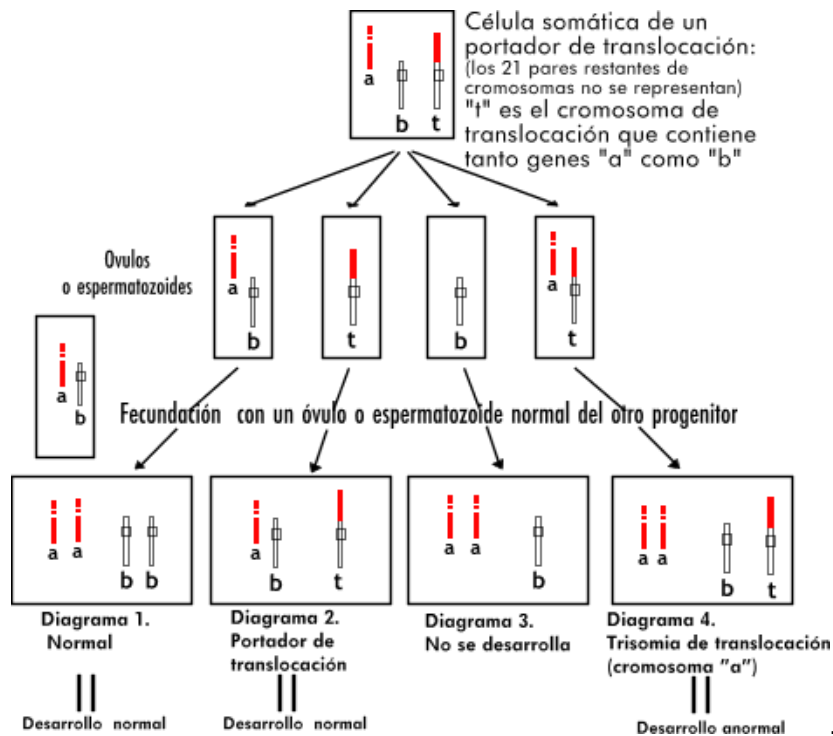 Célula somática de un
portador de translocación:
(los 21 pares restantes de
cromosomas no se representan)
"t" es el cromosoma de
translocación que contiene
tanto genes "a" como "b"
a
b t
Ovulos
o espermatozoides
a
b
t
b
a
t
a
b
Fecundación con un óvulo o espermatozoide normal del otro progenitor
a a b b
a b t
a a b
a a b t
Diagrama 1.
Normal
Diagrama 2.
Portador de
translocación
Diagrama 3.
No se desarrolla
Diagrama 4.
Trisomia de translocación
(cromosoma "a")
Desarrollo normal
Desarrollo normal
Desarrollo anormal